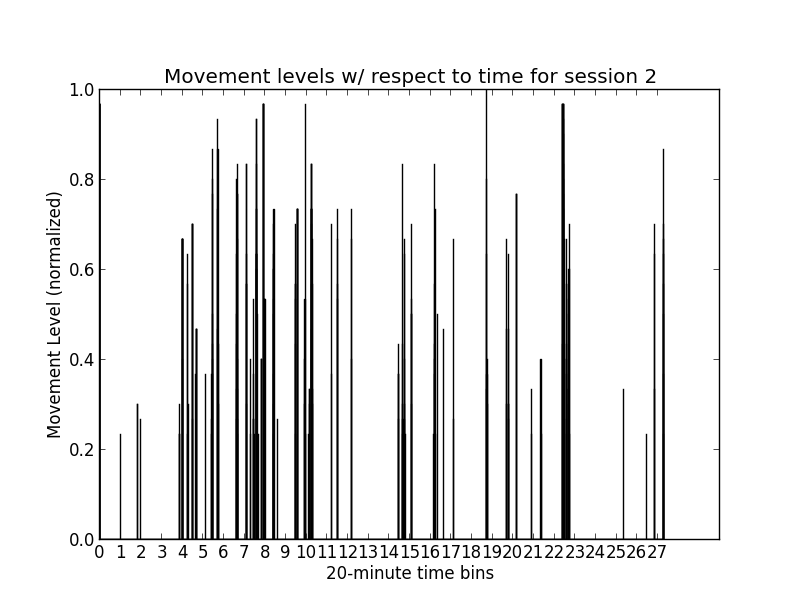 Movement levels w/ respect to time for session 2
1.0
0.8
0.6
0.4
0.2
0.0
Movement Level (normalized)
0 1 2 3 4 5 6 7 8 9 10 11 12 13 14 15 16 17 18 19 20 21 22 23 24 25 26 27
20-minute time bins